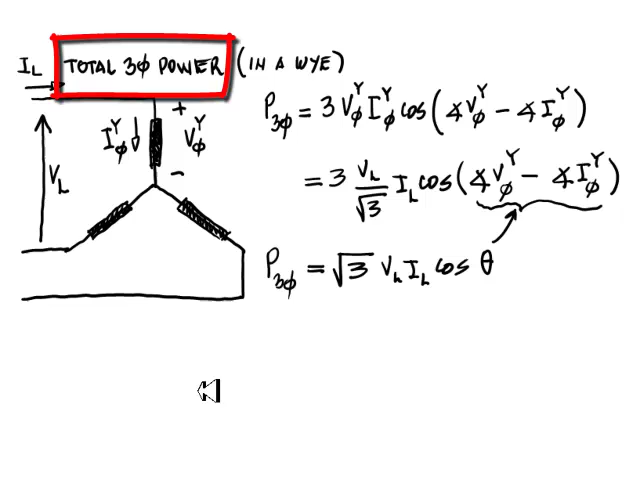 TOTAL 3Φ POWER (IN A WYE)
I_L
P_3Φ = 3 V_Φ^Y I_Φ^Y cos(∡V_Φ^Y − ∡I_Φ^Y)
+
I_Φ^Y V_Φ^Y
−
V_L
= 3 V_L/√3 I_L cos(∡V_Φ^Y − ∡I_Φ^Y)
P_3Φ = √3 V_L I_L cos θ